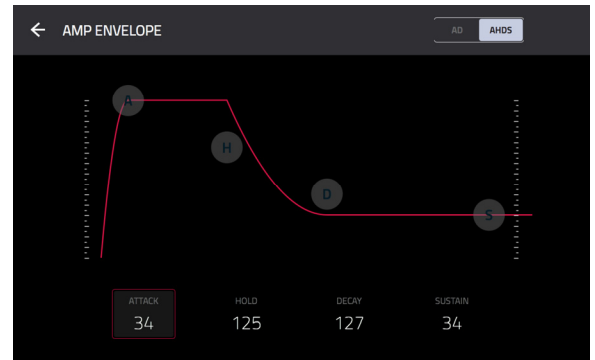 AMP ENVELOPE
AD AHDS
A
H
D
S
ATTACK HOLD DECAY SUSTAIN
34 125 127 34